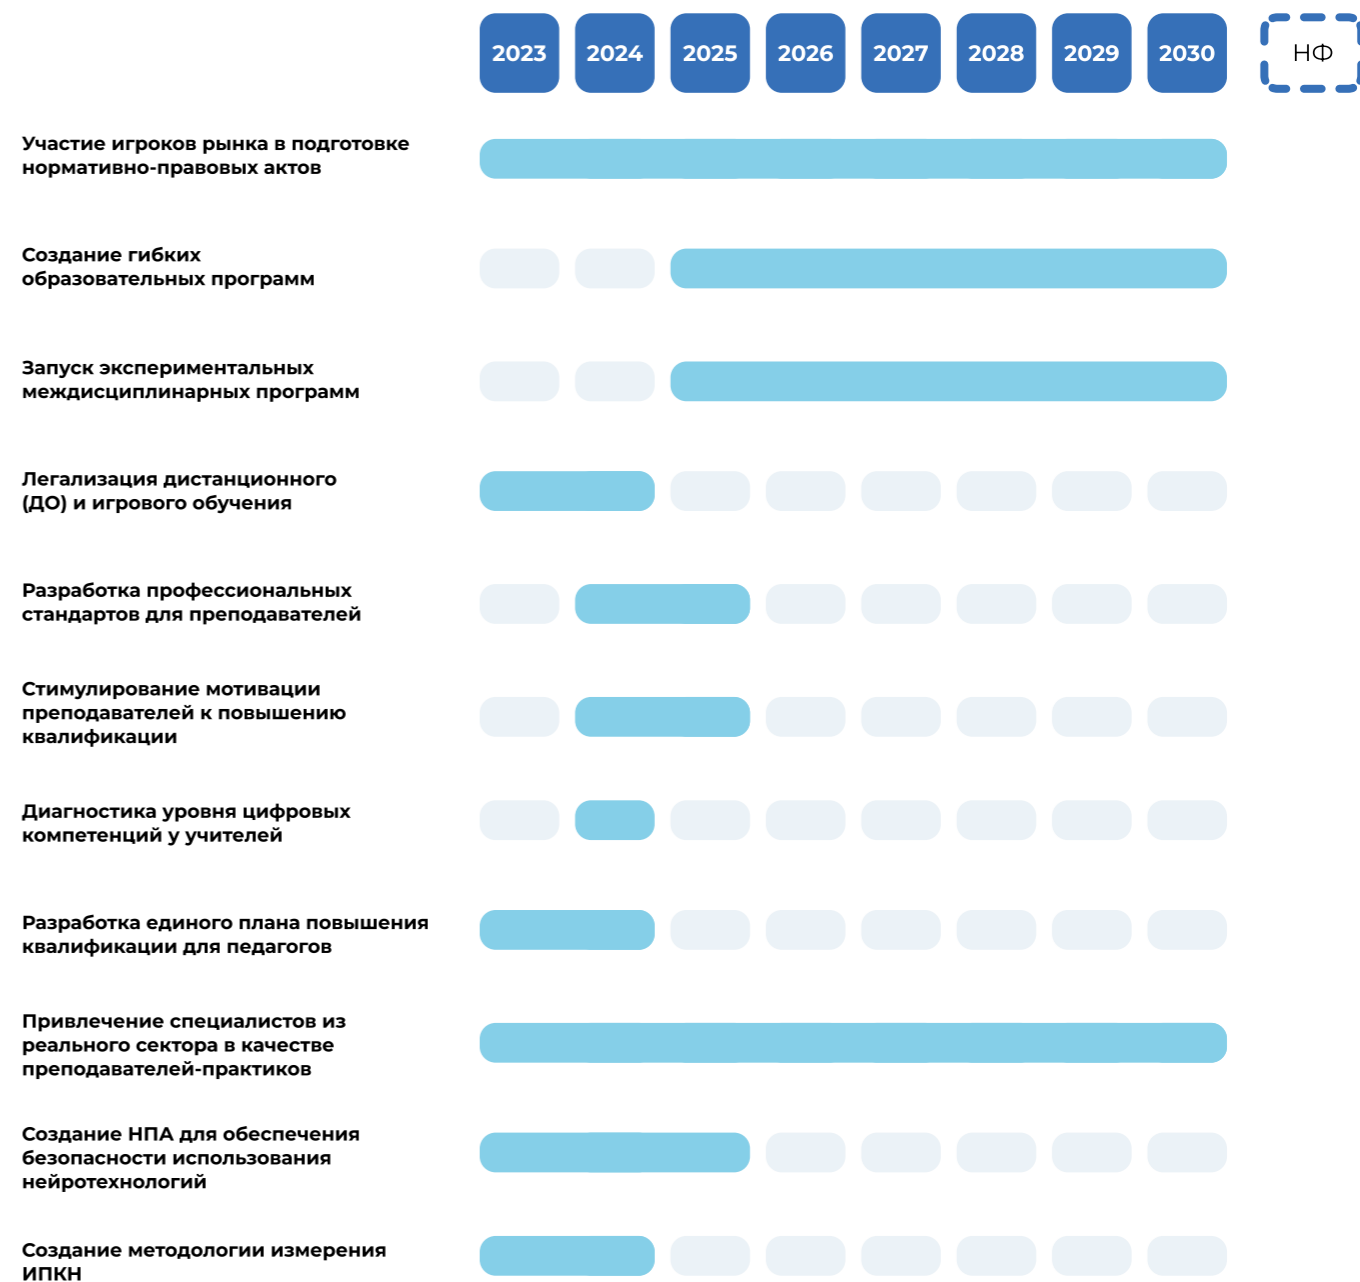 2023 2024 2025 2026 2027 2028 2029 2030 НФ
Участие игроков рынка в подготовке
нормативно-правовых актов
Создание гибких
образовательных программ
Запуск экспериментальных
междисциплинарных программ
Легализация дистанционного
(ДО) и игрового обучения
Разработка профессиональных
стандартов для преподавателей
Стимулирование мотивации
преподавателей к повышению
квалификации
Диагностика уровня цифровых
компетенций у учителей
Разработка единого плана повышения
квалификации для педагогов
Привлечение специалистов из
реального сектора в качестве
преподавателей-практиков
Создание НПА для обеспечения
безопасности использования
нейротехнологий
Создание методологии измерения
ИПКН